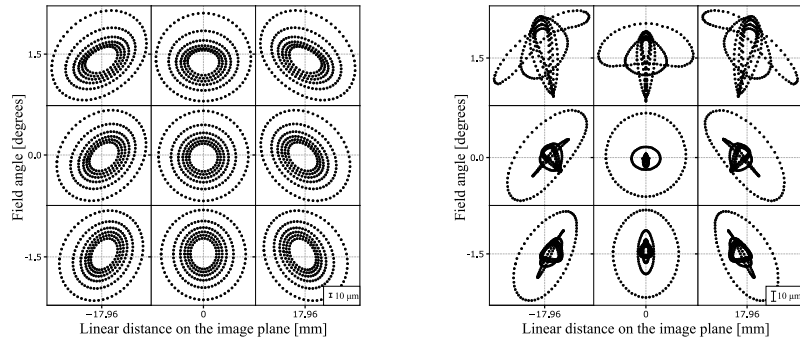 1.5
0.0
-1.5
Field angle [degrees]
10 μm
−17.96 0 17.96
Linear distance on the image plane [mm]
1.5
0.0
-1.5
Field angle [degrees]
10 μm
−17.96 0 17.96
Linear distance on the image plane [mm]